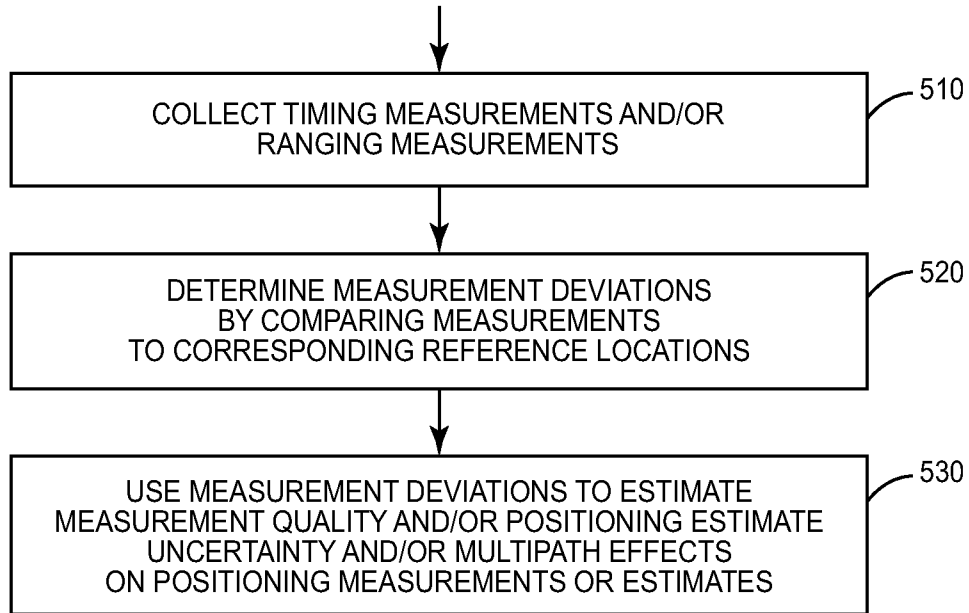 COLLECT TIMING MEASUREMENTS AND/OR
RANGING MEASUREMENTS
510
DETERMINE MEASUREMENT DEVIATIONS
BY COMPARING MEASUREMENTS
TO CORRESPONDING REFERENCE LOCATIONS
520
USE MEASUREMENT DEVIATIONS TO ESTIMATE
MEASUREMENT QUALITY AND/OR POSITIONING ESTIMATE
UNCERTAINTY AND/OR MULTIPATH EFFECTS
ON POSITIONING MEASUREMENTS OR ESTIMATES
530